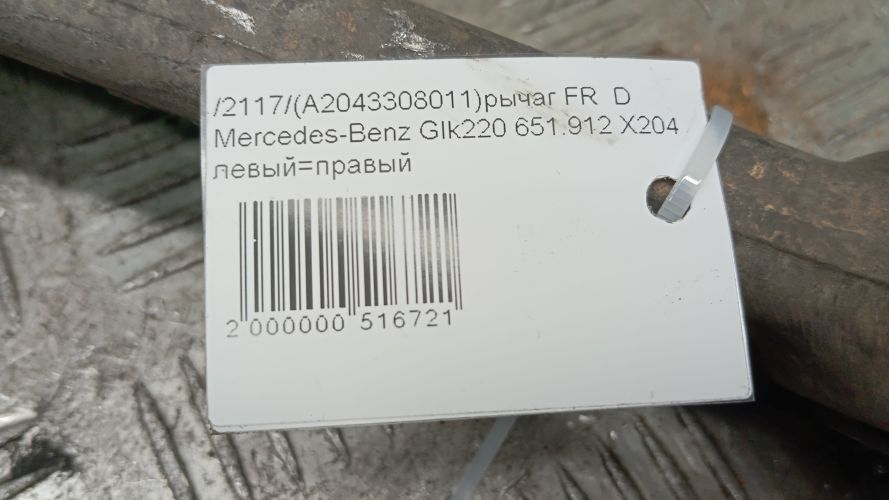 /2117/(A2043308011)рычаг FR D
Mercedes-Benz Glk220 651.912 X204
левый=правый
2 000000 516721